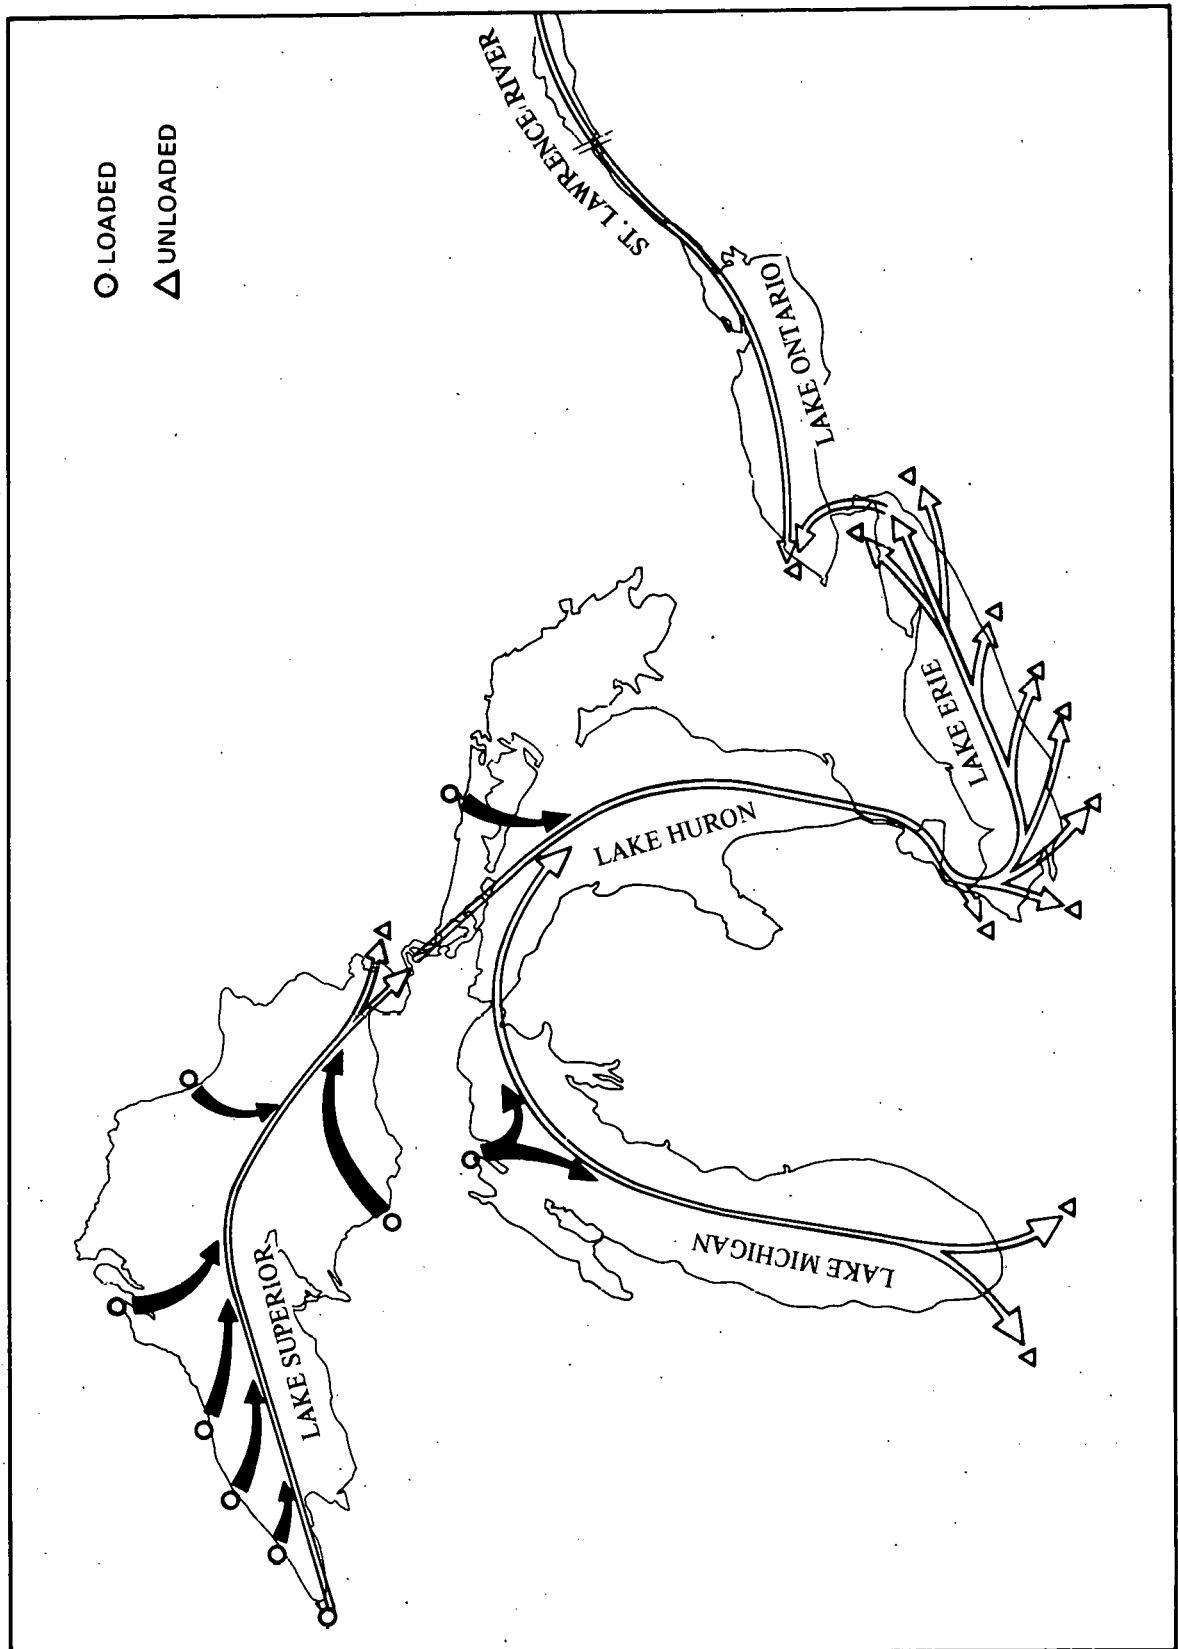 O LOADED
△ UNLOADED
ST. LAWRENCE RIVER
LAKE ONTARIO
LAKE ERIE
LAKE HURON
LAKE MICHIGAN
LAKE SUPERIOR